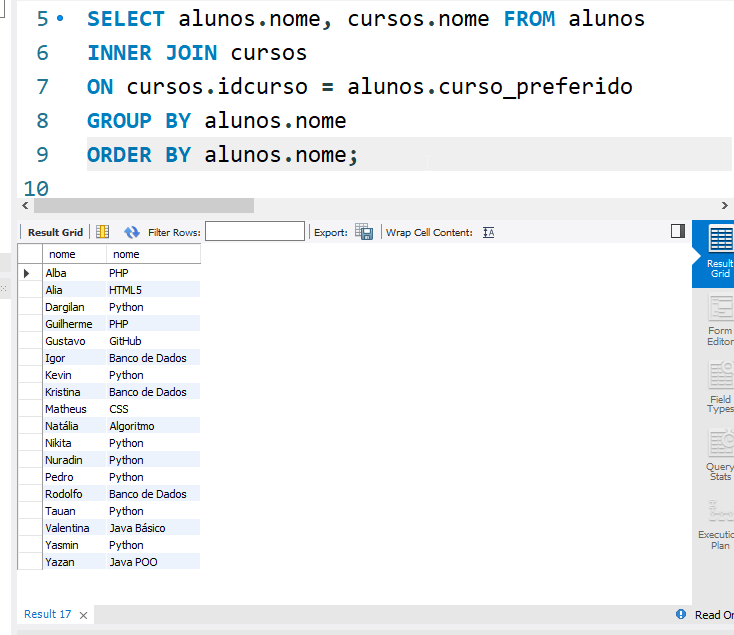 5 SELECT alunos.nome, cursos.nome FROM alunos
6 INNER JOIN cursos
7 ON cursos.idcurso = alunos.curso_preferido
8 GROUP BY alunos.nome
9 ORDER BY alunos.nome;
10
Result Grid Filter Rows: Export: Wrap Cell Content: IA
nome nome
Alba PHP
Alia HTML5
Dargilan Python
Guilherme PHP
Gustavo GitHub
Igor Banco de Dados
Kevin Python
Kristina Banco de Dados
Matheus CSS
Natália Algoritmo
Nikita Python
Nuradin Python
Pedro Python
Rodolfo Banco de Dados
Tauan Python
Valentina Java Básico
Yasmin Python
Yazan Java POO
Result
Grid
Form
Editor
Field
Types
Query
Stats
Executio
Plan
Result 17 Read On